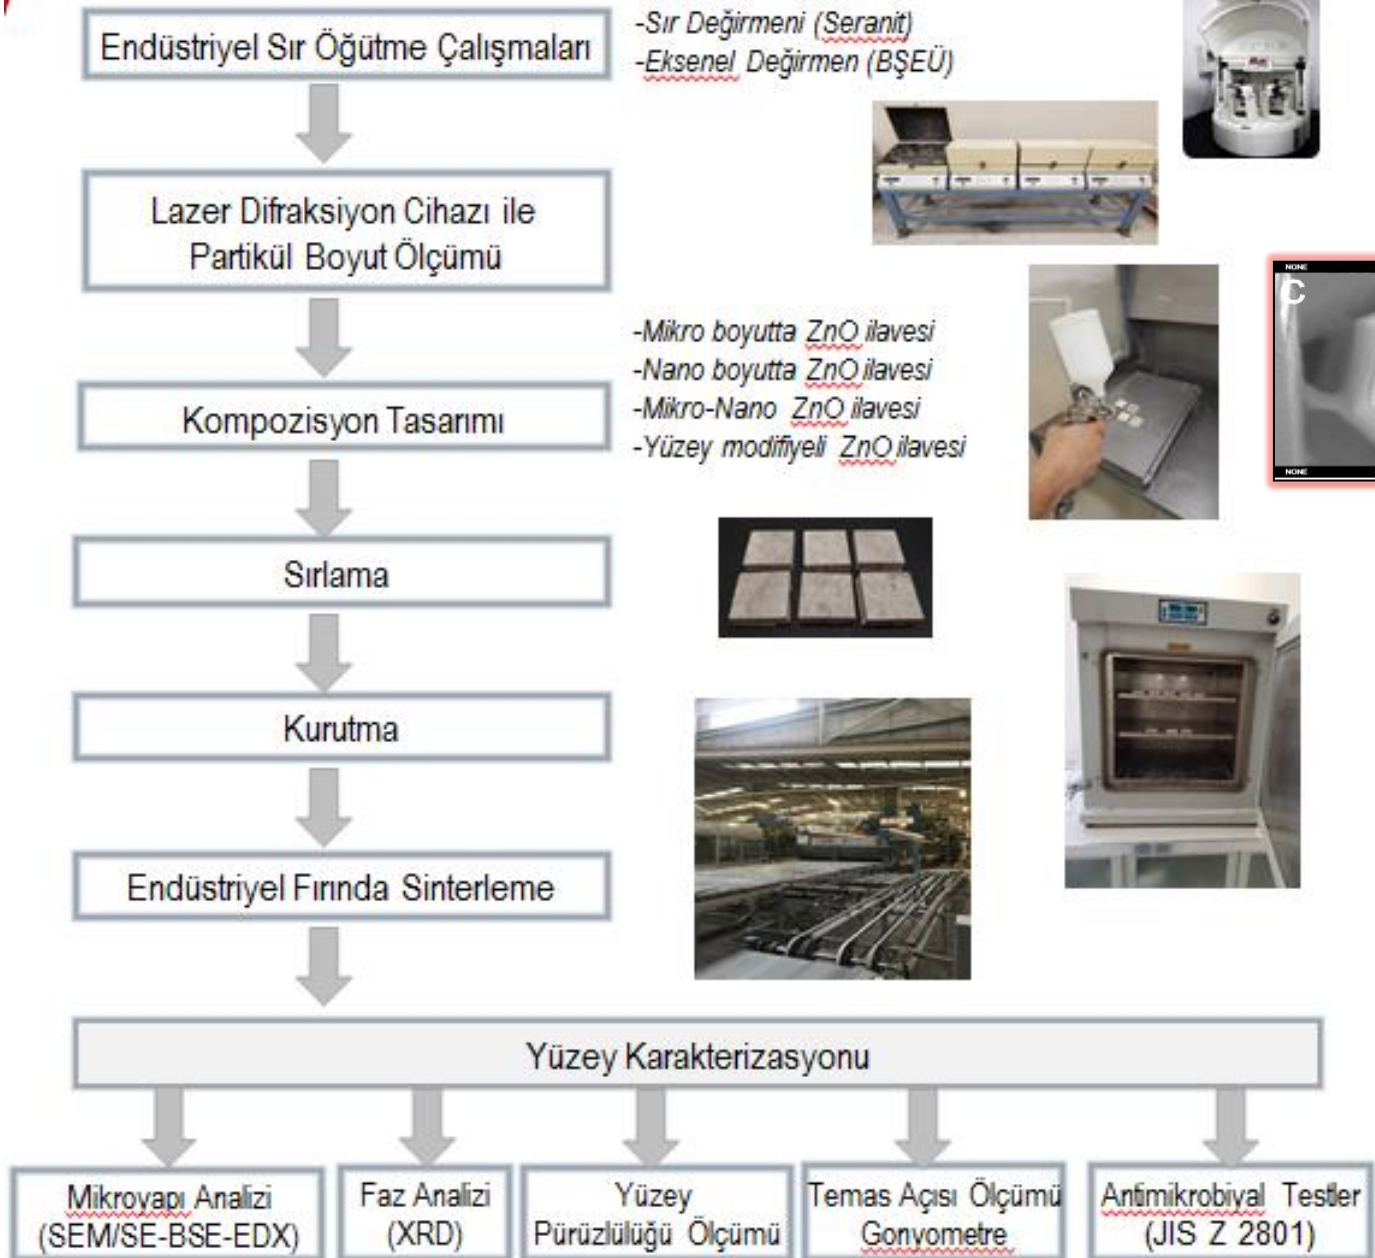 Endüstriyel Sır Öğütme Çalışmaları
-Sır Değirmeni (Seranit)
-Eksenel Değirmen (BŞEÜ)
Lazer Difraksiyon Cihazı ile
Partikül Boyut Ölçümü
NONE
C
NONE
-Mikro boyutta ZnO ilavesi
-Nano boyutta ZnO ilavesi
-Mikro-Nano ZnO ilavesi
-Yüzey modifiyeli ZnO ilavesi
Kompozisyon Tasarımı
Sırlama
Kurutma
Endüstriyel Fırında Sinterleme
Yüzey Karakterizasyonu
Mikroyapı Analizi
(SEM/SE-BSE-EDX)
Faz Analizi
(XRD)
Yüzey
Pürüzlülüğü Ölçümü
Temas Açısı Ölçümü
Gonyometre
Antimikrobiyal Testler
(JIS Z 2801)